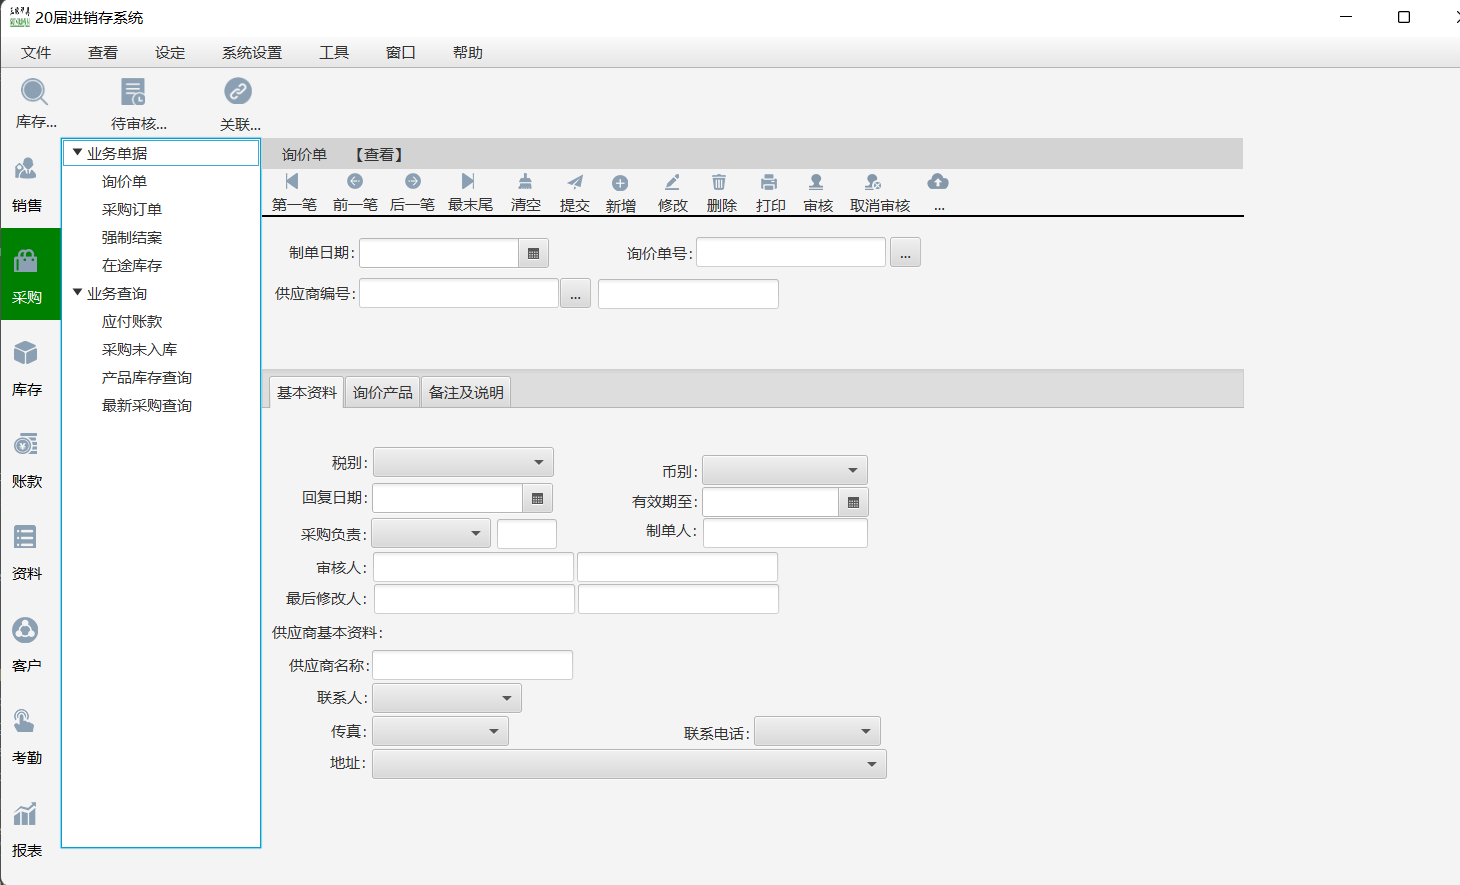 20届进销存系统
文件 查看 设定 系统设置 工具 窗口 帮助
库存... 待审核... 关联...
销售
采购
库存
账款
资料
客户
考勤
报表
业务单据
询价单
采购订单
强制结案
在途库存
业务查询
应付账款
采购未入库
产品库存查询
最新采购查询
询价单 【查看】
第一笔 前一笔 后一笔 最末尾 清空 提交 新增 修改 删除 打印 审核 取消审核 ...
制单日期: 询价单号: ...
供应商编号: ...
基本资料 询价产品 备注及说明
税别: 币别:
回复日期: 有效期至:
采购负责: 制单人:
审核人:
最后修改人:
供应商基本资料:
供应商名称:
联系人:
传真: 联系电话:
地址: